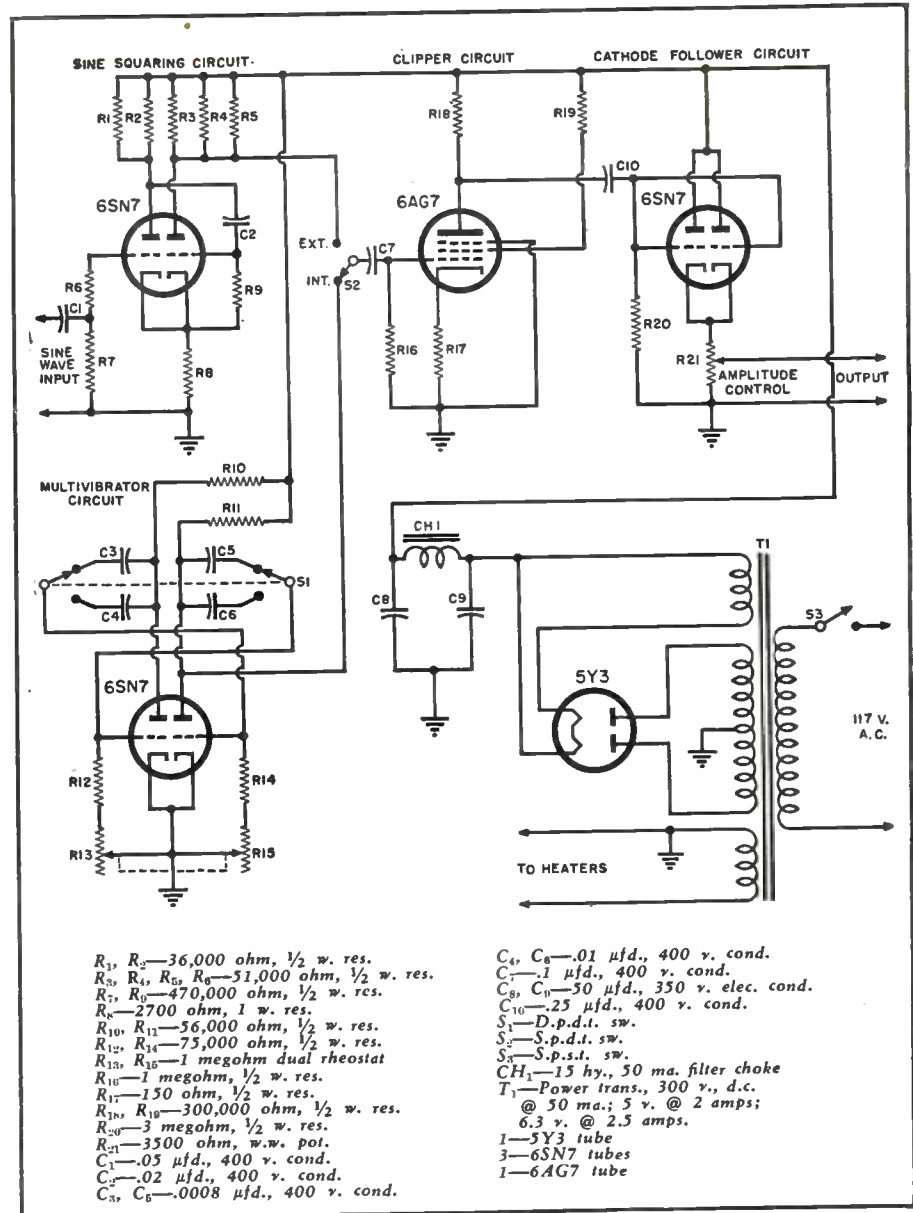 SINE SQUARING CIRCUIT.
CLIPPER CIRCUIT
CATHODE FOLLOWER CIRCUIT
R1 R2 R3 R4 R5
R18
R19
C10
6SN7
6AG7
6SN7
C2
EXT.
C7
INT.
S2
R6
R9
C1
SINE
WAVE
INPUT
R7
R8
R16
R17
R20
R21
AMPLITUDE
CONTROL
OUTPUT
R10
MULTIVIBRATOR
CIRCUIT
R11
CH1
T1
C3
C5
S1
C8
C9
S3
C4
C6
6SN7
5Y3
117 V.
A.C.
R12
R14
R13
R15
TO HEATERS
R1, R2—36,000 ohm, ½ w. res.
R3, R4, R5, R6—51,000 ohm, ½ w. res.
R7, R9—470,000 ohm, ½ w. res.
R8—2700 ohm, 1 w. res.
R10, R11—56,000 ohm, ½ w. res.
R12, R14—75,000 ohm, ½ w. res.
R13, R15—1 megohm dual rheostat
R16—1 megohm, ½ w. res.
R17—150 ohm, ½ w. res.
R18, R19—300,000 ohm, ½ w. res.
R20—3 megohm, ½ w. res.
R21—3500 ohm, w.w. pot.
C1—.05 µfd., 400 v. cond.
C2—.02 µfd., 400 v. cond.
C3, C5—.0008 µfd., 400 v. cond.
C4, C6—.01 µfd., 400 v. cond.
C7—.1 µfd., 400 v. cond.
C8, C9—50 µfd., 350 v. elec. cond.
C10—.25 µfd., 400 v. cond.
S1—D.p.d.t. sw.
S2—S.p.d.t. sw.
S3—S.p.s.t. sw.
CH1—15 hy., 50 ma. filter choke
T1—Power trans., 300 v., d.c.
@ 50 ma.; 5 v. @ 2 amps;
6.3 v. @ 2.5 amps.
1—5Y3 tube
3—6SN7 tubes
1—6AG7 tube